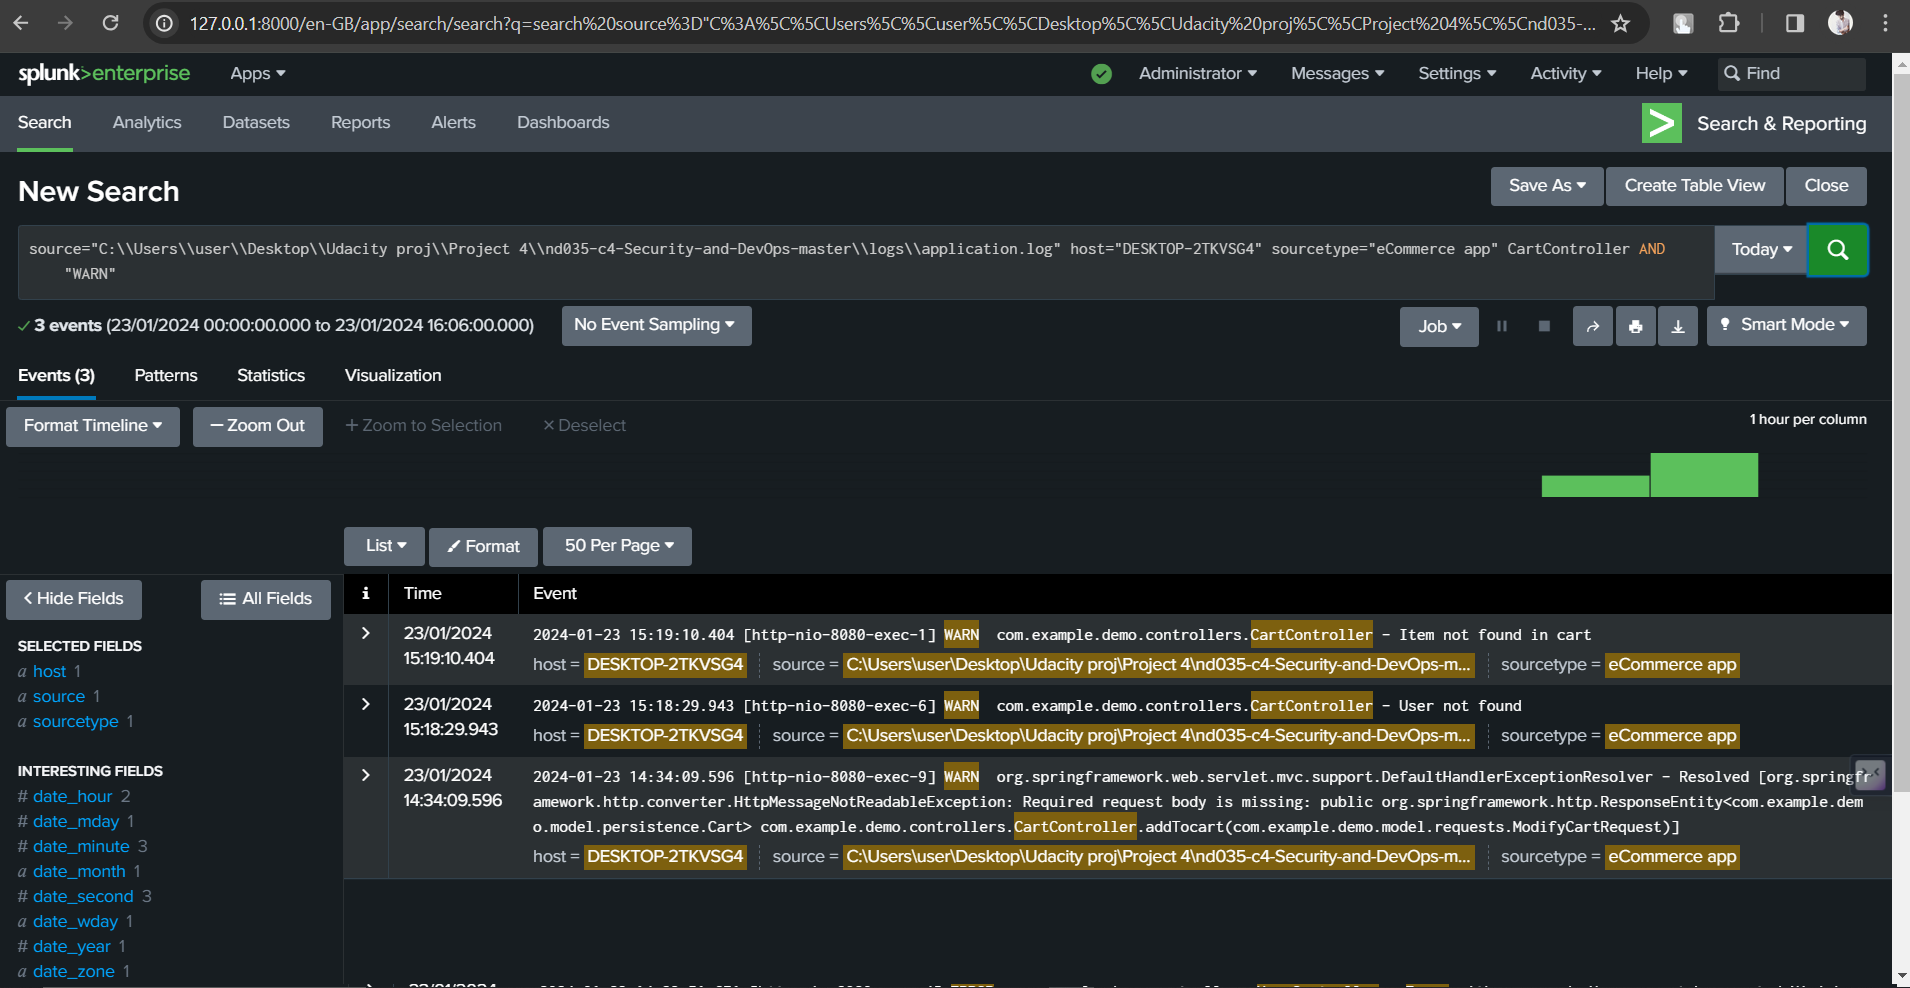 127.0.0.1:8000/en-GB/app/search/search?q=search%20source%3D"C%3A%5C%5CUsers%5C%5Cuser%5C%5CDesktop%5C%5CUdacity%20proj%5C%5CProject%204%5C%5Cnd035-...
splunk>enterprise Apps Administrator Messages Settings Activity Help Find
Search Analytics Datasets Reports Alerts Dashboards Search & Reporting
New Search Save As Create Table View Close
source="C:\\Users\\user\\Desktop\\Udacity proj\\Project 4\\nd035-c4-Security-and-DevOps-master\\logs\\application.log" host="DESKTOP-2TKVSG4" sourcetype="eCommerce app" CartController AND Today
"WARN"
3 events (23/01/2024 00:00:00.000 to 23/01/2024 16:06:00.000) No Event Sampling Job Smart Mode
Events (3) Patterns Statistics Visualization
Format Timeline — Zoom Out + Zoom to Selection × Deselect 1 hour per column
List Format 50 Per Page
Hide Fields All Fields
SELECTED FIELDS
a host 1
a source 1
a sourcetype 1
INTERESTING FIELDS
# date_hour 2
# date_mday 1
# date_minute 3
a date_month 1
# date_second 3
a date_wday 1
# date_year 1
a date_zone 1
i Time Event
23/01/2024
15:19:10.404
2024-01-23 15:19:10.404 [http-nio-8080-exec-1] WARN com.example.demo.controllers.CartController - Item not found in cart
host = DESKTOP-2TKVSG4 source = C:\Users\user\Desktop\Udacity proj\Project 4\nd035-c4-Security-and-DevOps-m... sourcetype = eCommerce app
23/01/2024
15:18:29.943
2024-01-23 15:18:29.943 [http-nio-8080-exec-6] WARN com.example.demo.controllers.CartController - User not found
host = DESKTOP-2TKVSG4 source = C:\Users\user\Desktop\Udacity proj\Project 4\nd035-c4-Security-and-DevOps-m... sourcetype = eCommerce app
23/01/2024
14:34:09.596
2024-01-23 14:34:09.596 [http-nio-8080-exec-9] WARN org.springframework.web.servlet.mvc.support.DefaultHandlerExceptionResolver - Resolved [org.springfr
amework.http.converter.HttpMessageNotReadableException: Required request body is missing: public org.springframework.http.ResponseEntity<com.example.dem
o.model.persistence.Cart> com.example.demo.controllers.CartController.addTocart(com.example.demo.model.requests.ModifyCartRequest)]
host = DESKTOP-2TKVSG4 source = C:\Users\user\Desktop\Udacity proj\Project 4\nd035-c4-Security-and-DevOps-m... sourcetype = eCommerce app